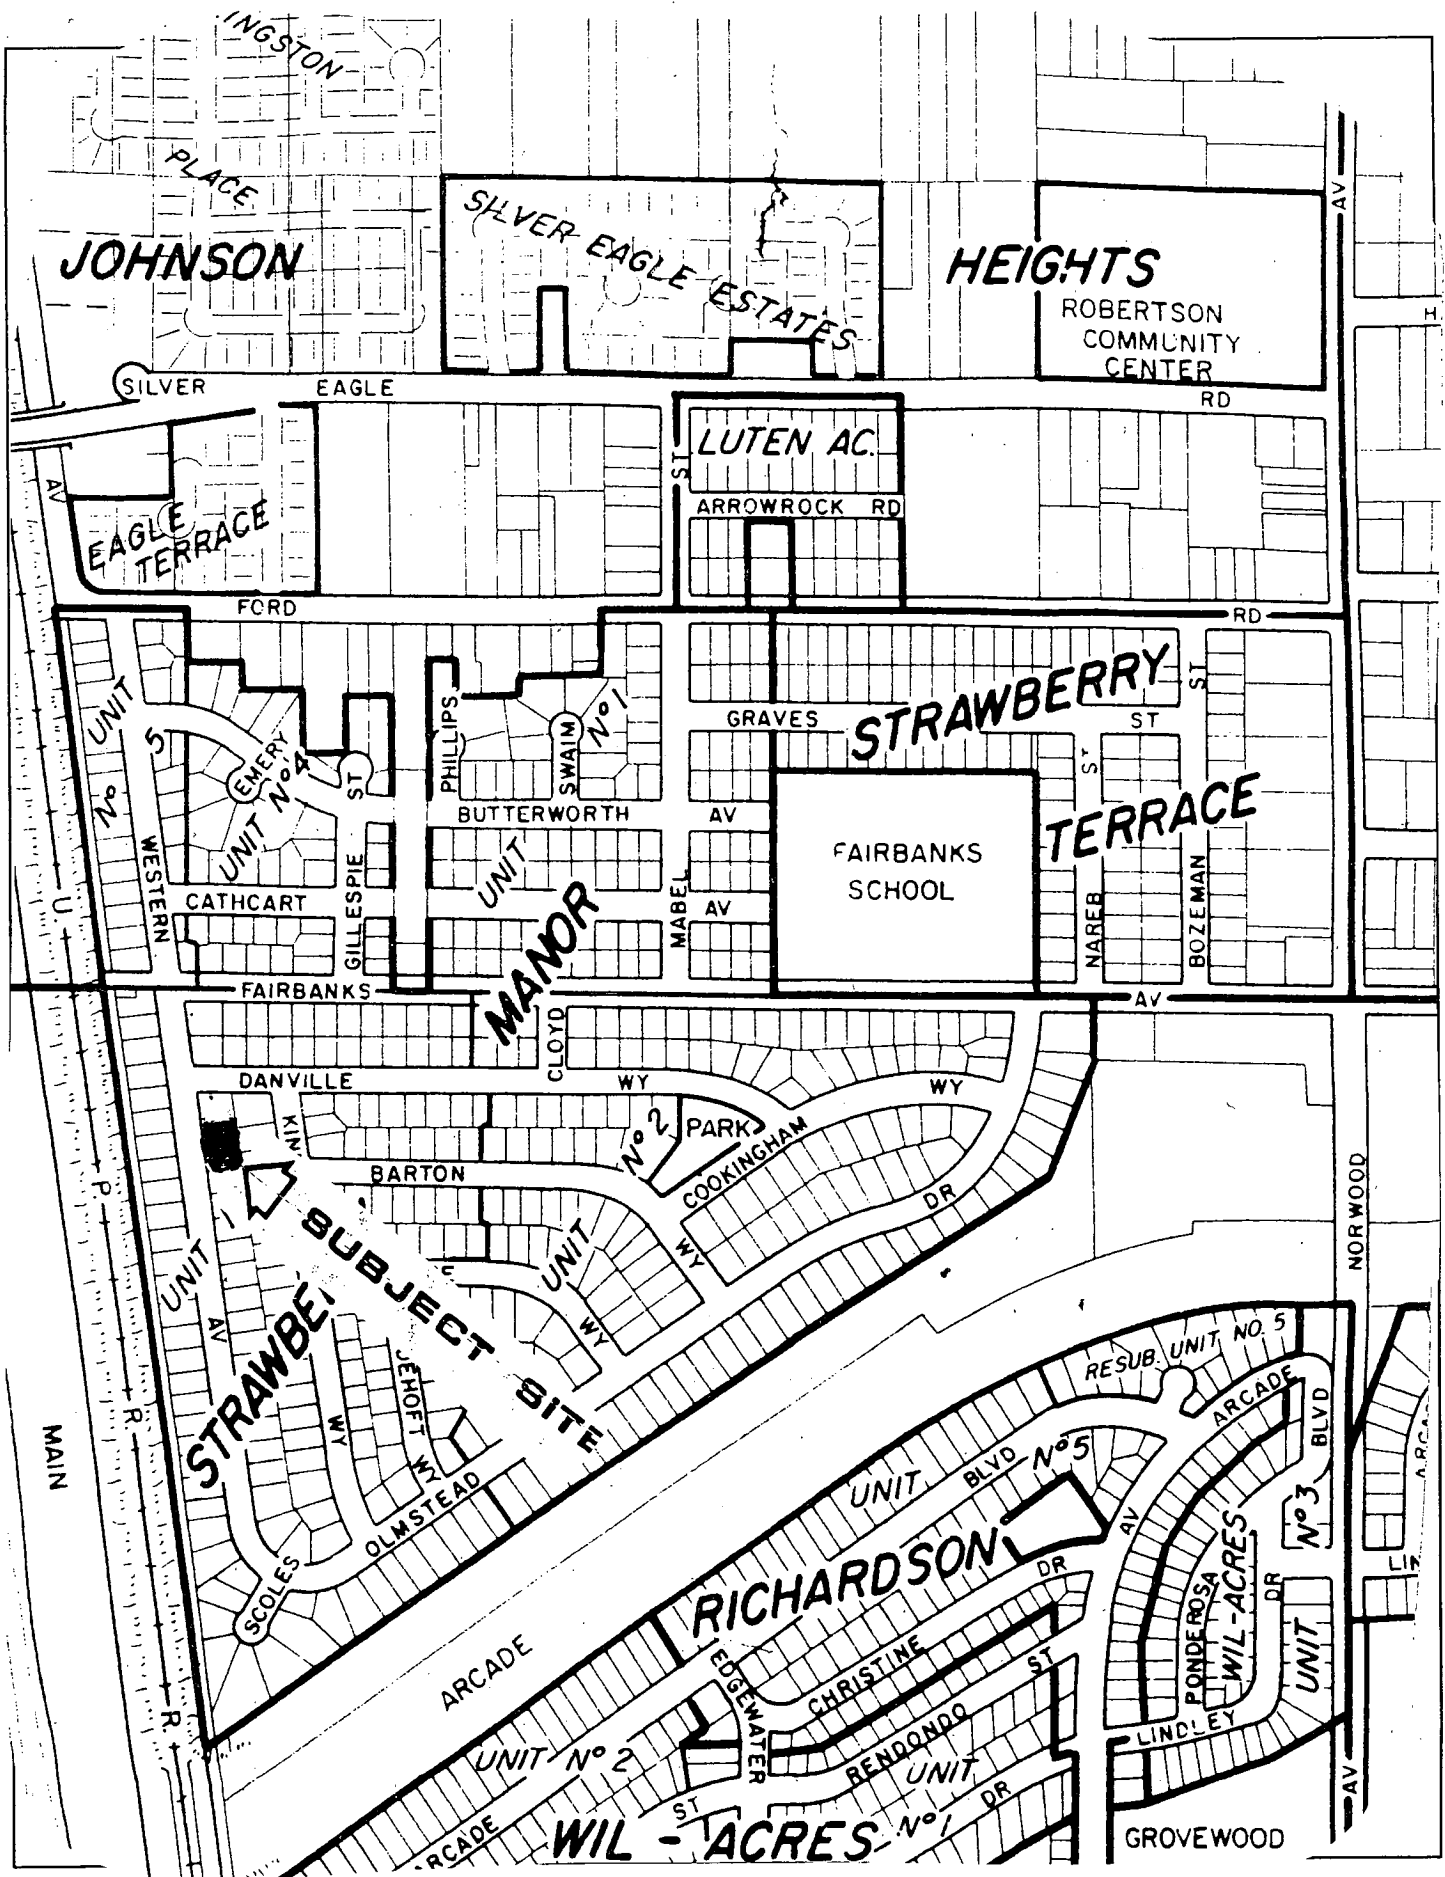 INGSTON
PLACE
JOHNSON
SILVER EAGLE ESTATES
HEIGHTS
ROBERTSON
COMMUNITY
CENTER
AV
H
SILVER EAGLE RD
LUTEN AC.
ST
ARROWROCK RD
AV
EAGLE
TERRACE
FORD RD
UNIT
Nº 5
EMERY
UNIT Nº 4
ST
PHILLIPS
SWAIM
Nº 1
GRAVES ST
STRAWBERRY
TERRACE
ST
ST
BUTTERWORTH AV
FAIRBANKS
SCHOOL
WESTERN
CATHCART AV
GILLESPIE
UNIT
MANOR
MABEL
NAREB
BOZEMAN
U
FAIRBANKS AV
CLOYD
DANVILLE WY
WY
KIN
Nº 2
PARK
COOKINGHAM
BARTON
WY
DR
NORWOOD
P
SUBJECT SITE
UNIT
UNIT
AV
STRAWBE
WY
WY
JEHOFT
WY
R
MAIN
OLMSTEAD
SCOLES
R
ARCADE
RESUB. UNIT NO. 5
ARCADE
BLVD
UNIT
BLVD
Nº 5
AV
RICHARDSON
DR
Nº 3
WIL-ACRES
PONDEROSA
DR
UNIT
LIN
EDGEWATER
CHRISTINE
ST
RENDONDO
LINDLEY
UNIT Nº 2
UNIT
Nº 1
DR
ST
ARCADE
WIL - ACRES
GROVEWOOD
AV